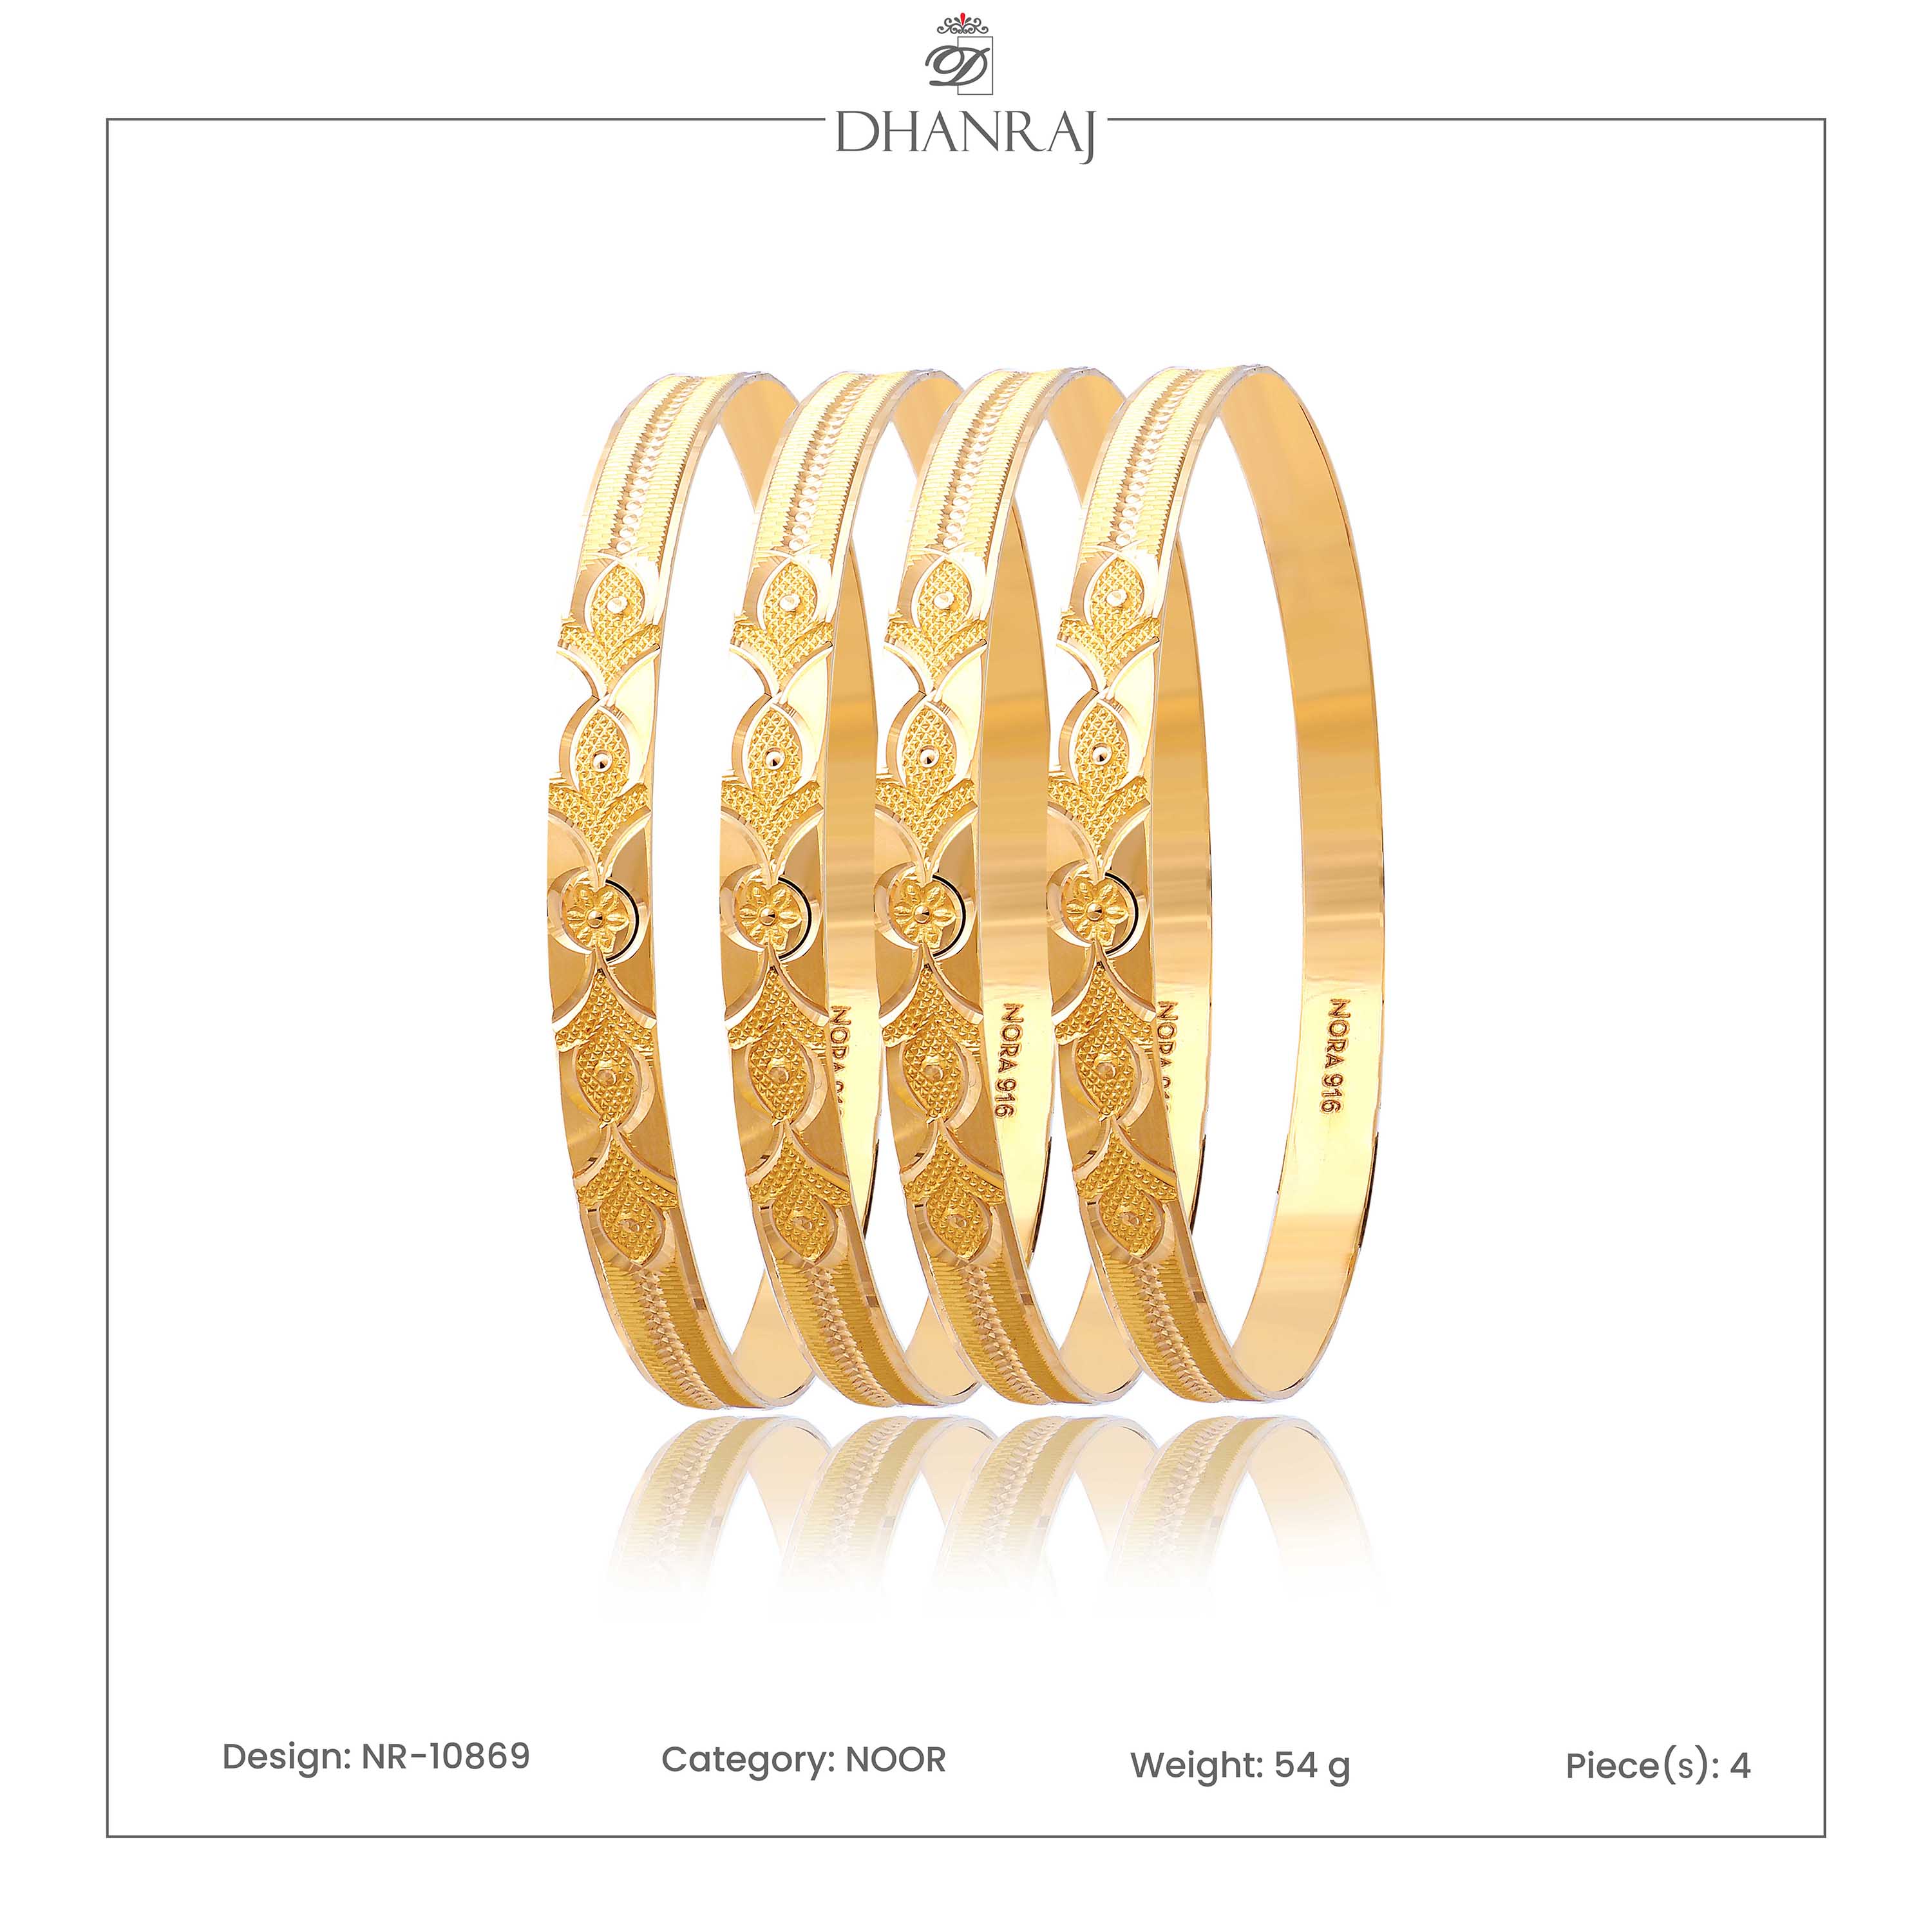 DHANRAJ
NORA 916
NORA 916
Design: NR-10869
Category: NOOR
Weight: 54 g
Piece(s): 4